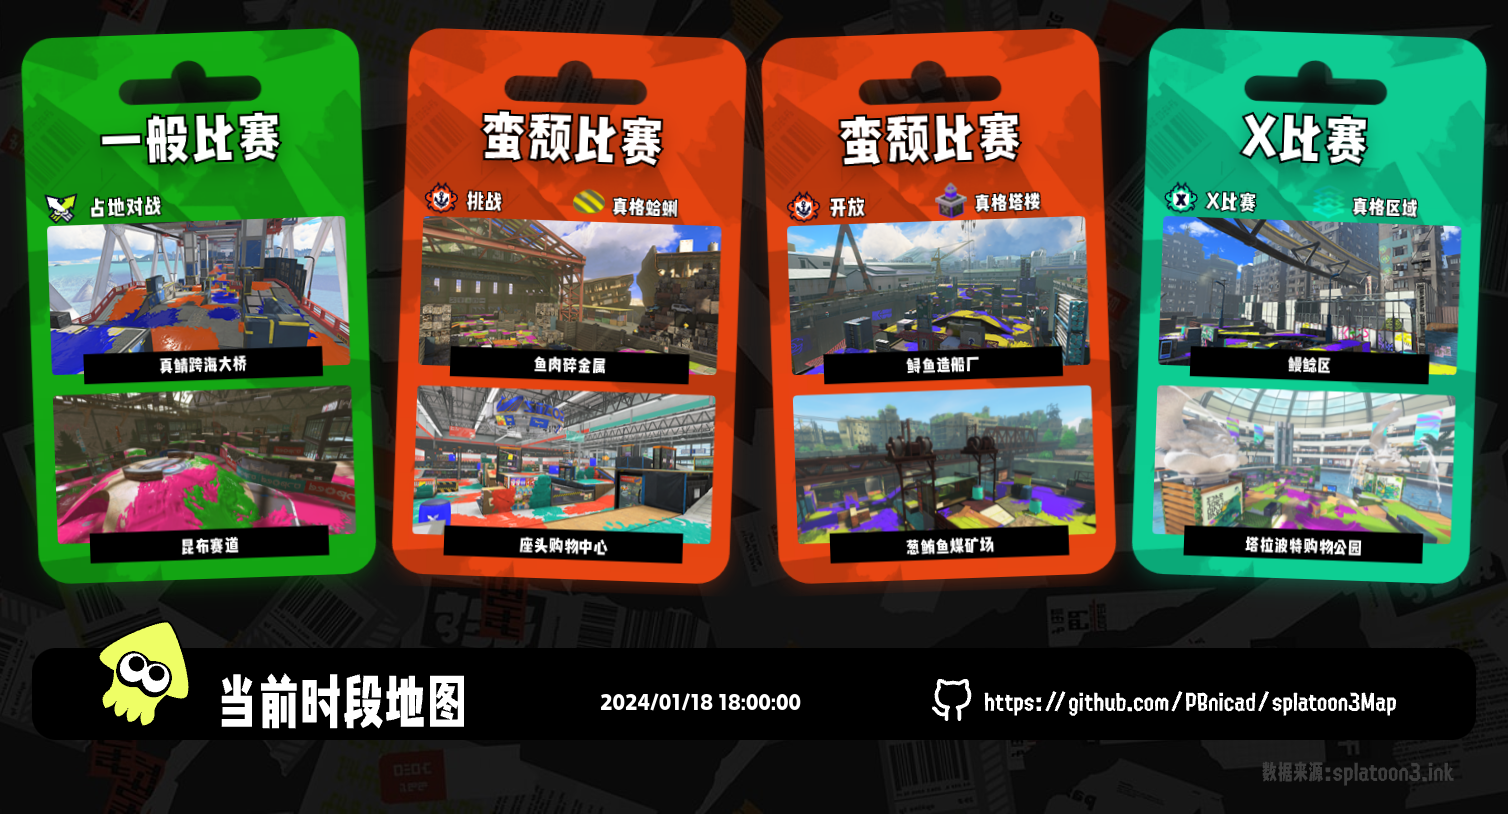 一般比赛
占地对战
真鲷跨海大桥
昆布赛道
蛮颓比赛
挑战
真格蛤蜊
鱼肉碎金属
座头购物中心
蛮颓比赛
开放
真格塔楼
鲟鱼造船厂
葱鲔鱼煤矿场
X比赛
X比赛
真格区域
鳗鲶区
塔拉波特购物公园
当前时段地图
2024/01/18 18:00:00
https://github.com/PBnicad/splatoon3Map
数据来源:splatoon3.ink